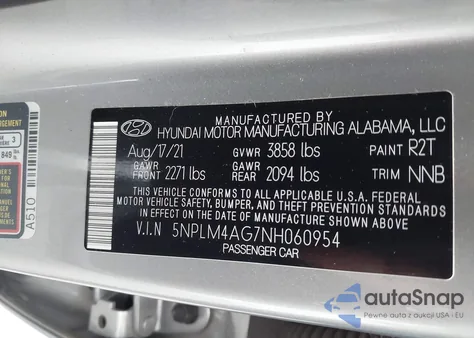 MANUFACTURED BY
HYUNDAI MOTOR MANUFACTURING ALABAMA, LLC
Aug/17/21 GVWR 3858 lbs PAINT R2T
GAWR FRONT 2271 lbs GAWR REAR 2094 lbs TRIM NNB
THIS VEHICLE CONFORMS TO ALL APPLICABLE U.S.A. FEDERAL
MOTOR VEHICLE SAFETY, BUMPER, AND THEFT PREVENTION STANDARDS
IN EFFECT ON THE DATE OF MANUFACTURE SHOWN ABOVE
V.I.N 5NPLM4AG7NH060954
PASSENGER CAR
3
849
A510
autoSnap
Pewne auta z aukcji USA i EU